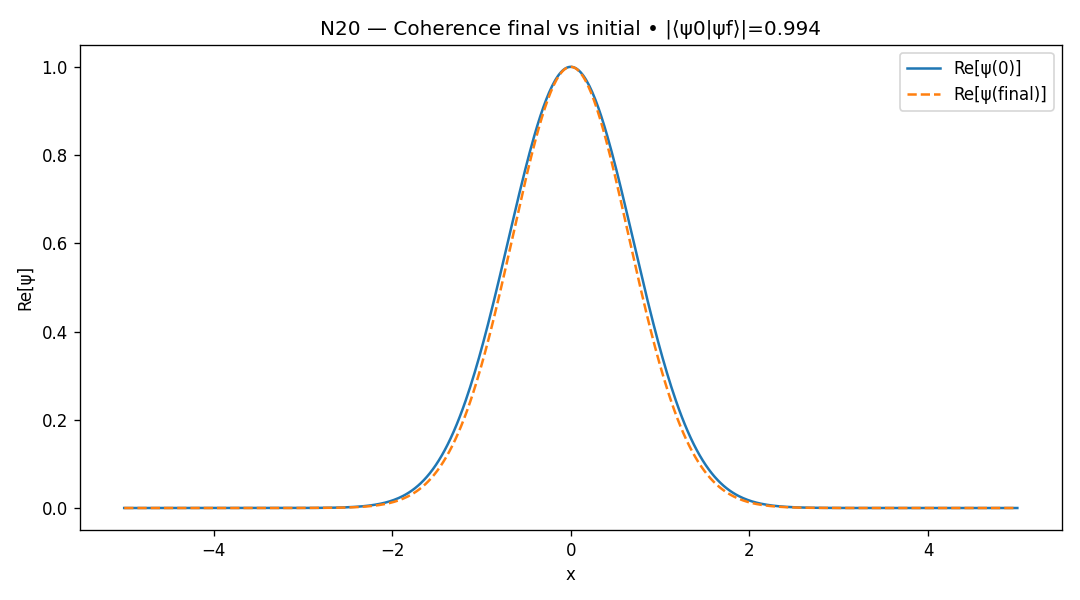 N20 — Coherence final vs initial • |⟨ψ0|ψf⟩|=0.994
Re[ψ(0)]
Re[ψ(final)]
1.0
0.8
0.6
0.4
0.2
0.0
Re[ψ]
−4
−2
0
2
4
x